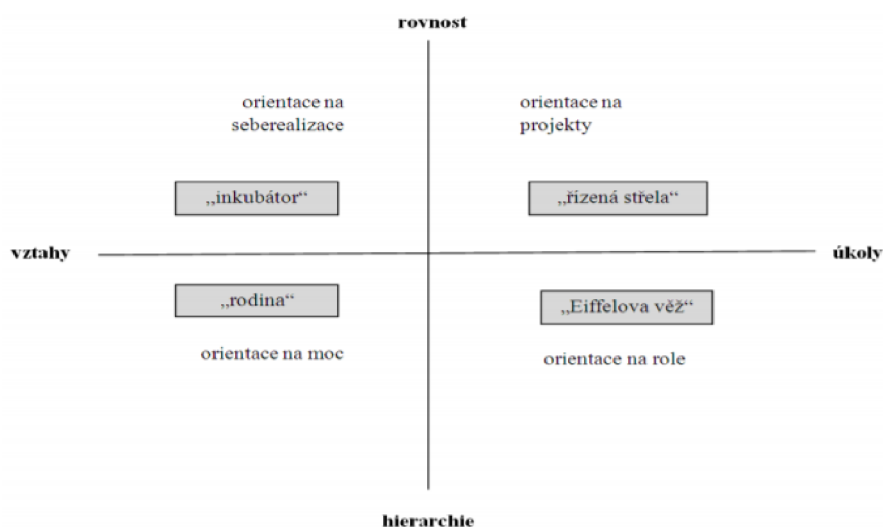 rovnost
orientace na
seberealizace
orientace na
projekty
„inkubátor“
„řízená střela“
vztahy
úkoly
„rodina“
„Eiffelova věž“
orientace na moc
orientace na role
hierarchie